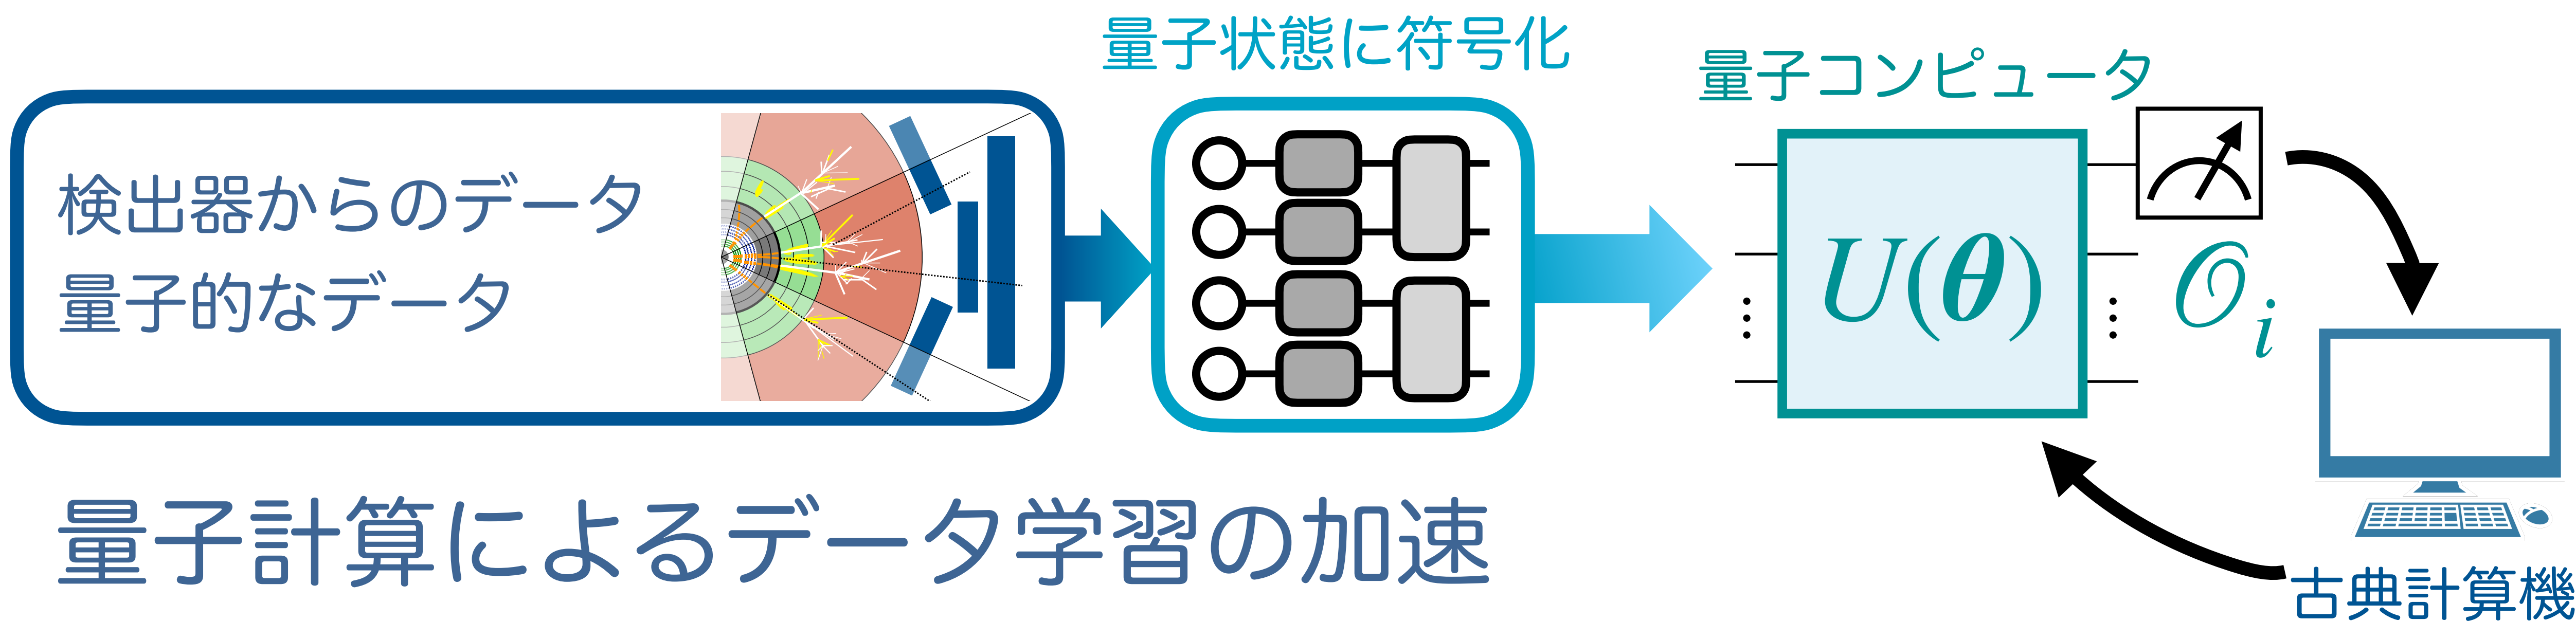 量子状態に符号化
量子コンピュータ
検出器からのデータ
量子的なデータ
U(θ)
𝒪i
量子計算によるデータ学習の加速
古典計算機